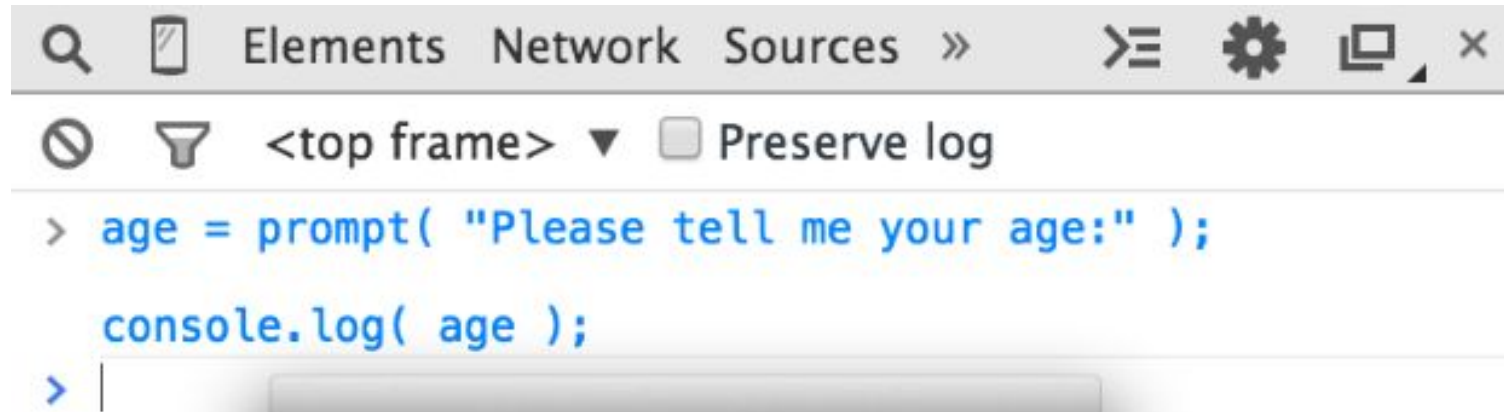 Elements Network Sources »
<top frame> ▼ Preserve log
> age = prompt( "Please tell me your age:" );
console.log( age );
>